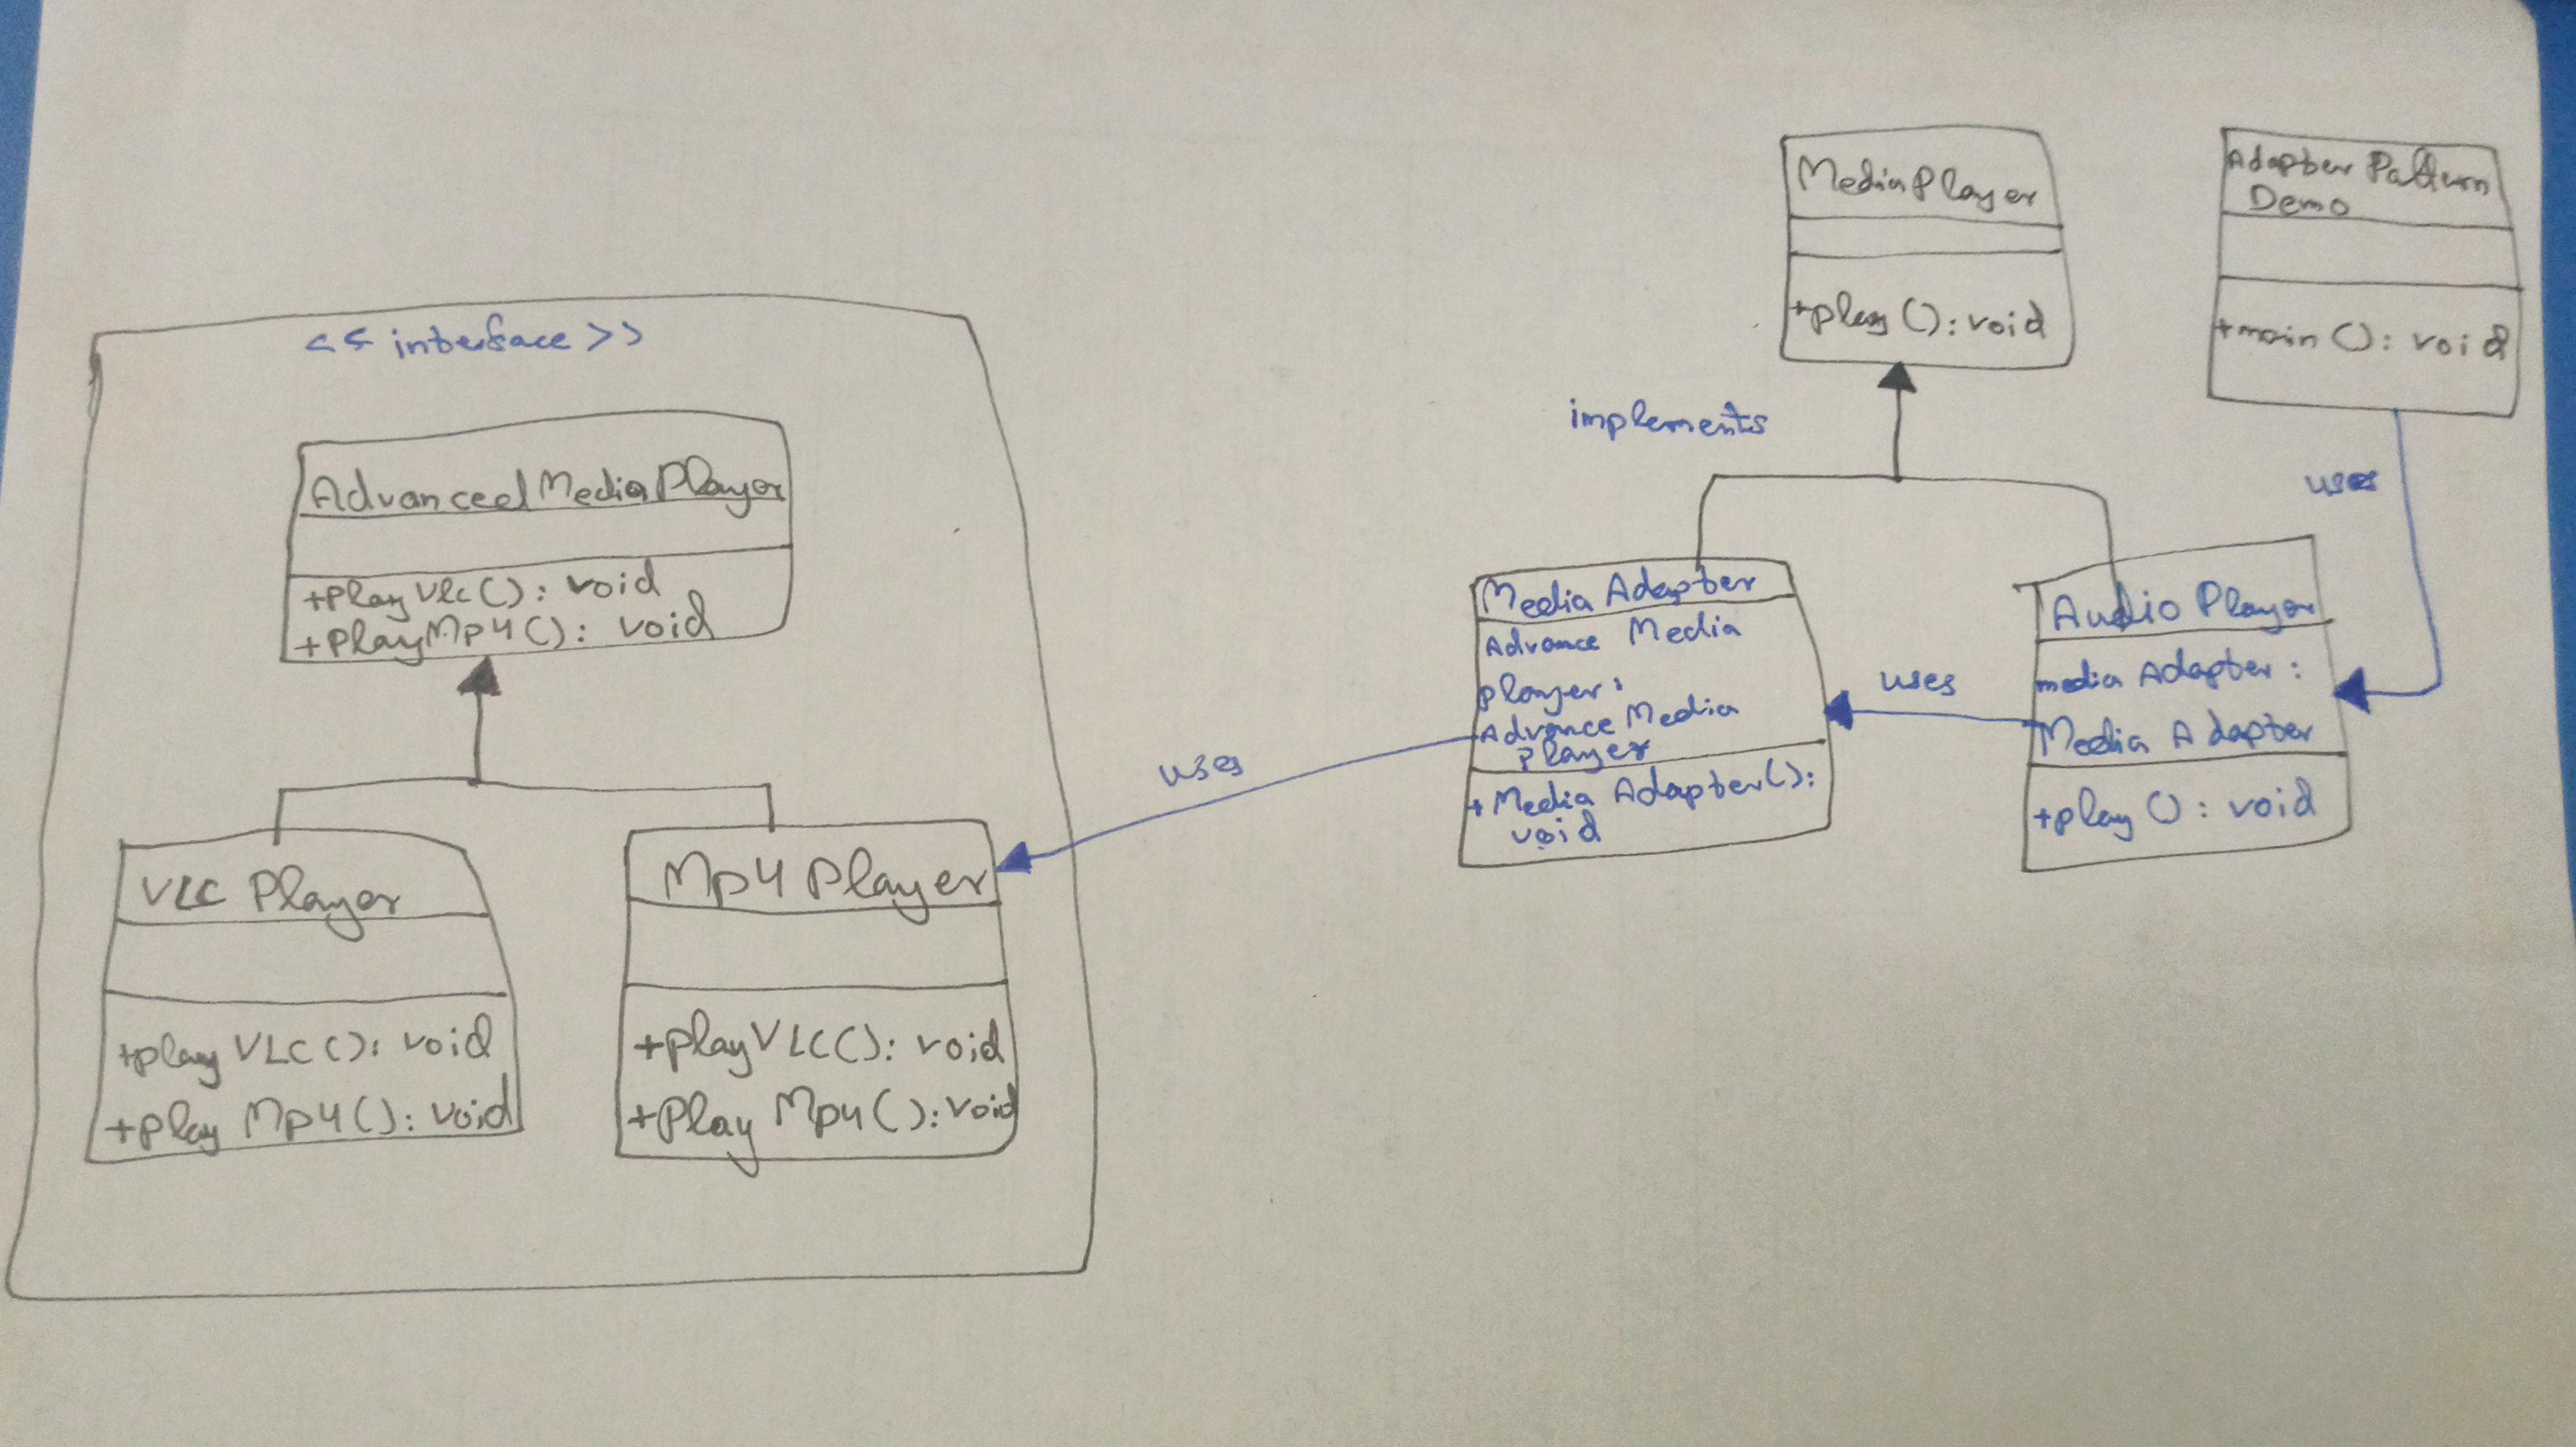 << interface >>
AdvancedMediaPlayer
+playVlc(): void
+playMp4(): void
VLC Player
+play VLC(): void
+play Mp4(): void
Mp4 Player
+playVLC(): void
+Play Mp4(): void
uses
MediaPlayer
+play(): void
implements
Adapter Pattern
Demo
+main(): void
uses
Media Adapter
Advance Media
player:
Advance Media
player
+ Media Adapter():
void
uses
Audio Player
media Adapter:
Media Adapter
+play(): void